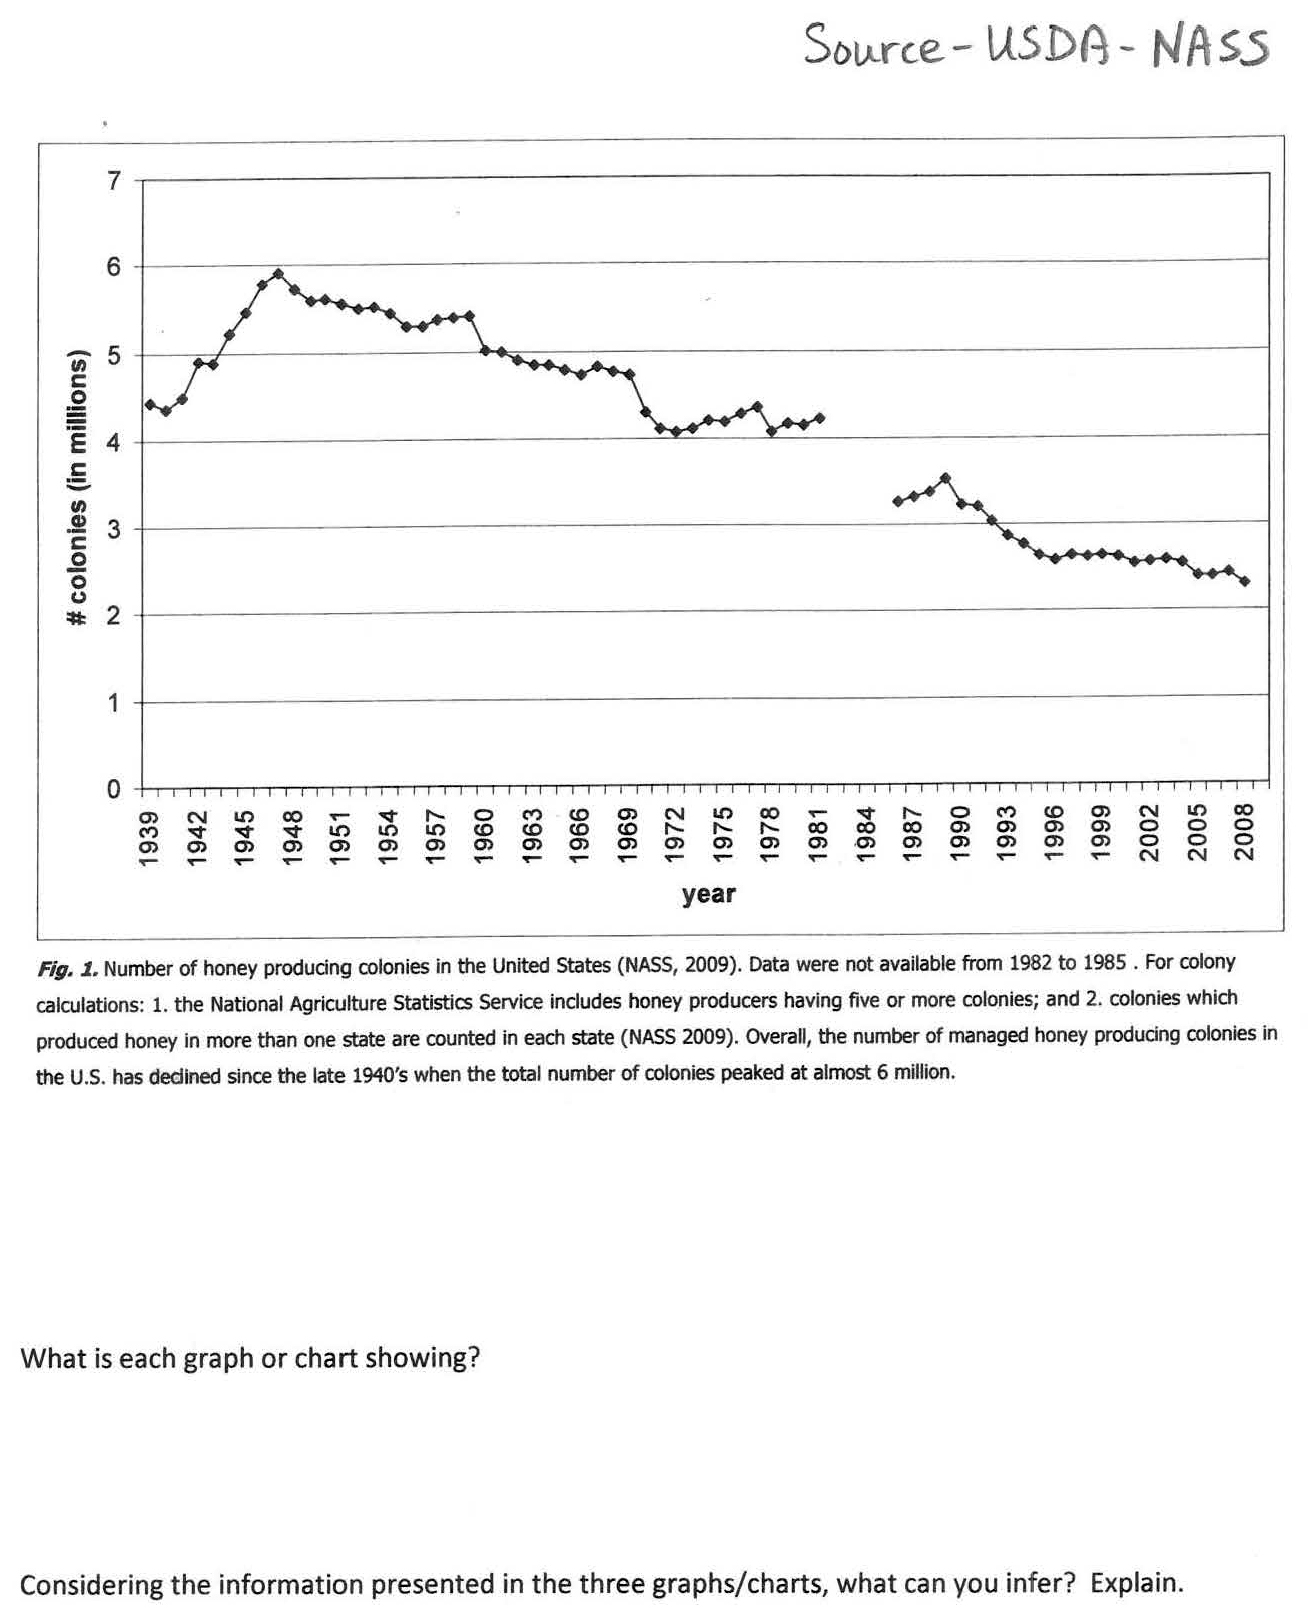 Source - USDA - NASS
7
6
5
4
3
2
1
0
# colonies (in millions)
1939 1942 1945 1948 1951 1954 1957 1960 1963 1966 1969 1972 1975 1978 1981 1984 1987 1990 1993 1996 1999 2002 2005 2008
year
Fig. 1. Number of honey producing colonies in the United States (NASS, 2009). Data were not available from 1982 to 1985 . For colony
calculations: 1. the National Agriculture Statistics Service includes honey producers having five or more colonies; and 2. colonies which
produced honey in more than one state are counted in each state (NASS 2009). Overall, the number of managed honey producing colonies in
the U.S. has declined since the late 1940's when the total number of colonies peaked at almost 6 million.
What is each graph or chart showing?
Considering the information presented in the three graphs/charts, what can you infer? Explain.